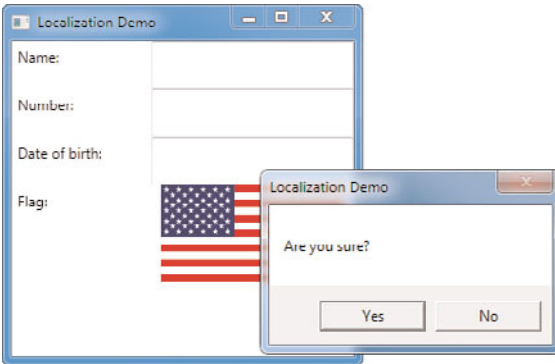 Localization Demo
Name:
Number:
Date of birth:
Flag:
Localization Demo
Are you sure?
Yes
No